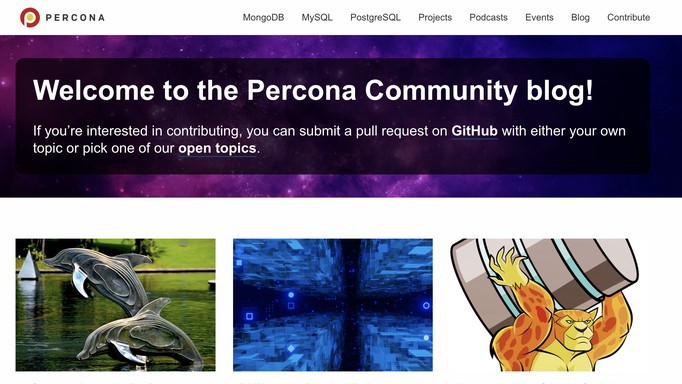 PERCONA
MongoDB MySQL PostgreSQL Projects Podcasts Events Blog Contribute
Welcome to the Percona Community blog!
If you’re interested in contributing, you can submit a pull request on GitHub with either your own
topic or pick one of our open topics.